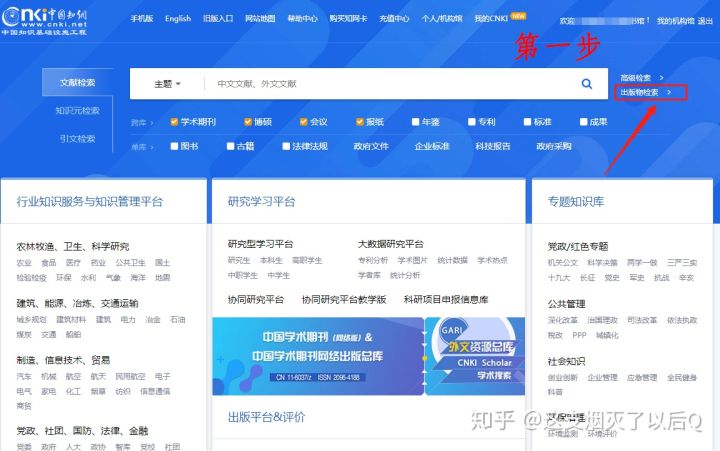 Cnki中国知网
www.cnki.net
中国知识基础设施工程
手机版 English 旧版入口 网站地图 帮助中心 购买知网卡 充值中心 个人/机构馆 我的CNKI NEW
欢迎 书馆！ 我的机构馆 退出
第一步
文献检索
主题
中文文献、外文文献
高级检索 >
出版物检索 >
知识元检索
跨库 > 学术期刊 博硕 会议 报纸 年鉴 专利 标准 成果
引文检索
单库 > 图书 古籍 法律法规 政府文件 企业标准 科技报告 政府采购
行业知识服务与知识管理平台
农林牧渔、卫生、科学研究
农业 食品 医疗 药业 公共卫生 国土
检验检疫 环保 水利 气象 海洋 地震
建筑、能源、冶炼、交通运输
城乡规划 建筑材料 建筑 电力 冶金 石油
煤炭 交通 船舶
制造、信息技术、贸易
汽车 机械 航空 航天 民用航空 电子
电气 家电 化工 烟草 纺织 信息通信
商贸
党政、社团、国防、法律、金融
党委 政府 人大 政协 智库 党校 社团
研究学习平台
研究型学习平台
研究生 本科生 高职学生
中职学生 中学生
大数据研究平台
专利分析 学术图片 统计数据 学术热点
学者库 统计分析
协同研究平台 协同研究平台教学版 科研项目申报信息库
中国学术期刊（网络版）&
中国学术期刊网络出版总库
CN 11-6037/z ISSN 2096-4188
GARI
外文资源总库
CNKI Scholar
学术搜索
出版平台&评价
专题知识库
党政/红色专题
机关公文 科学决策 两学一做 三严三实
十九大 长征 党史 军史 抗战 辛亥
公共管理
深化改革 治国理政 司法改革 依法执政
税改 PPP 城镇化
社会知识
创业创新 企业管理 应急管理 全民健身
科普
环保治理
环境监测 环境评价
知乎 @这支烟灭了以后Q